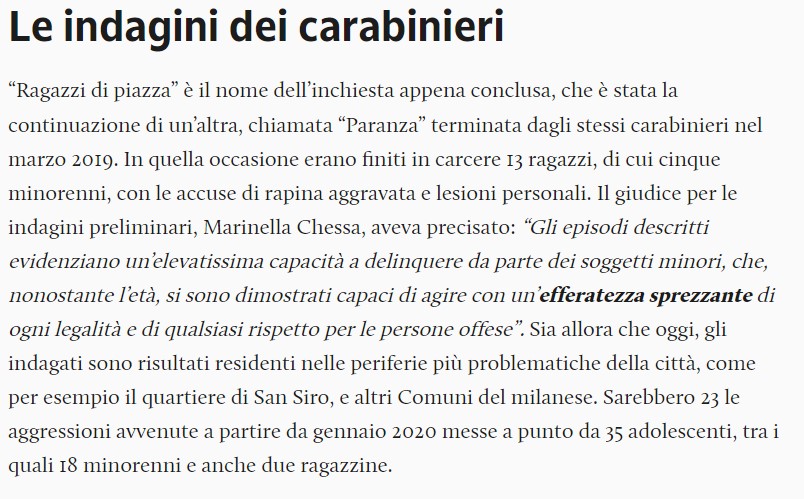 Le indagini dei carabinieri
“Ragazzi di piazza” è il nome dell’inchiesta appena conclusa, che è stata la
continuazione di un’altra, chiamata “Paranza” terminata dagli stessi carabinieri nel
marzo 2019. In quella occasione erano finiti in carcere 13 ragazzi, di cui cinque
minorenni, con le accuse di rapina aggravata e lesioni personali. Il giudice per le
indagini preliminari, Marinella Chessa, aveva precisato: “Gli episodi descritti
evidenziano un’elevatissima capacità a delinquere da parte dei soggetti minori, che,
nonostante l’età, si sono dimostrati capaci di agire con un’efferatezza sprezzante di
ogni legalità e di qualsiasi rispetto per le persone offese”. Sia allora che oggi, gli
indagati sono risultati residenti nelle periferie più problematiche della città, come
per esempio il quartiere di San Siro, e altri Comuni del milanese. Sarebbero 23 le
aggressioni avvenute a partire da gennaio 2020 messe a punto da 35 adolescenti, tra i
quali 18 minorenni e anche due ragazzine.